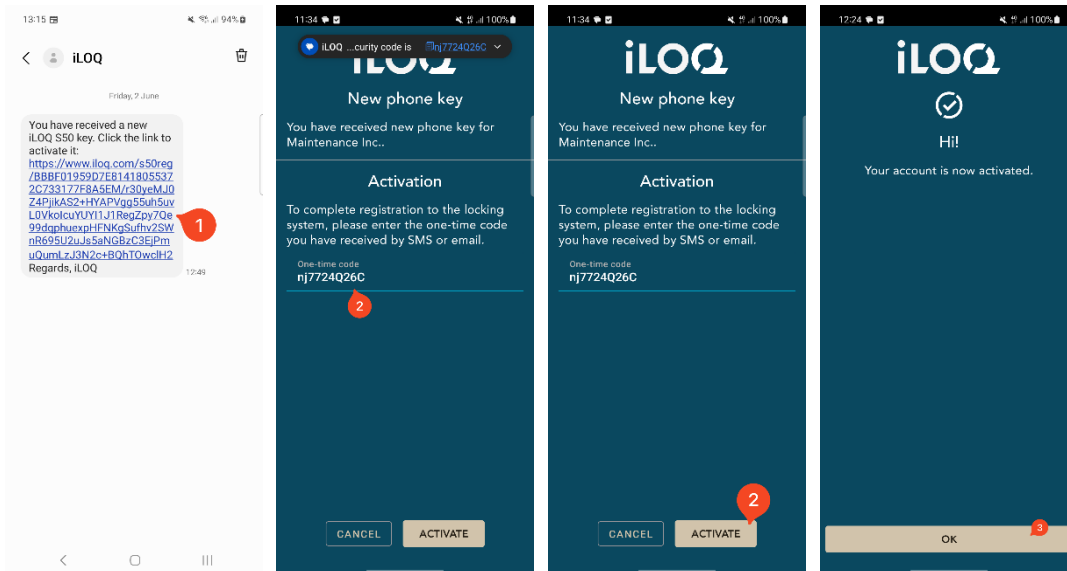 13:15
94%
iLOQ
Friday, 2 June
You have received a new
iLOQ S50 key. Click the link to
activate it:
https://www.iloq.com/s50reg
/BBBF01959D7E8141805537
2C733177F8A5EM/r30yeMJ0
Z4PjikAS2+HYAPVgg55uh5uv
L0VkoIcuYUYI1J1RegZpy7Qe
99dqphuexpHFNKgSufhv2SW
nR695U2uJs5aNGBzC3EjPm
uQumLzJ3N2c+BQhTOwclH2
Regards, iLOQ
12:49
1
11:34
100%
iLOQ ...curity code is nj7724Q26C
iLOQ
New phone key
You have received new phone key for
Maintenance Inc..
Activation
To complete registration to the locking
system, please enter the one-time code
you have received by SMS or email.
One-time code
nj7724Q26C
2
CANCEL
ACTIVATE
11:34
100%
iLOQ
New phone key
You have received new phone key for
Maintenance Inc..
Activation
To complete registration to the locking
system, please enter the one-time code
you have received by SMS or email.
One-time code
nj7724Q26C
2
CANCEL
ACTIVATE
12:24
100%
iLOQ
Hi!
Your account is now activated.
3
OK